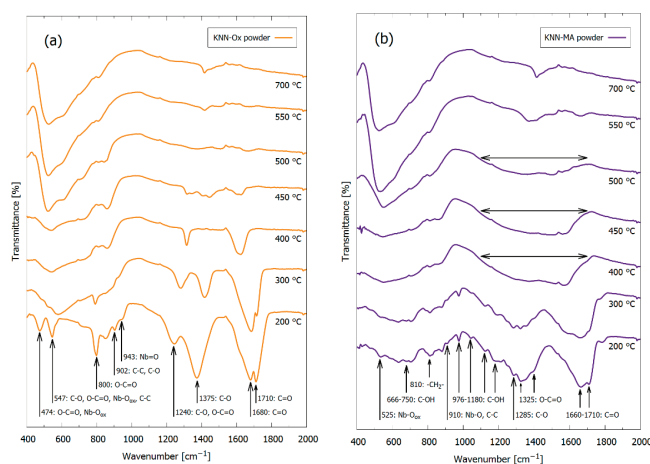 (a)
KNN-Ox powder
Transmittance [%]
700 °C
550 °C
500 °C
450 °C
400 °C
300 °C
200 °C
943: Nb=O
902: C-C, C-O
800: O-C=O
547: C-O, O-C=O, Nb-Oox, C-C
474: O-C=O, Nb-Oox
1375: C-O
1240: C-O, O-C=O
1710: C=O
1680: C=O
400 600 800 1000 1200 1400 1600 1800 2000
Wavenumber [cm⁻¹]
(b)
KNN-MA powder
Transmittance [%]
700 °C
550 °C
500 °C
450 °C
400 °C
300 °C
200 °C
810: -CH2-
666-750: C-OH
525: Nb-Oox
976-1180: C-OH
910: Nb-O, C-C
1325: O-C=O
1285: C-O
1660-1710: C=O
400 600 800 1000 1200 1400 1600 1800 2000
Wavenumber [cm⁻¹]